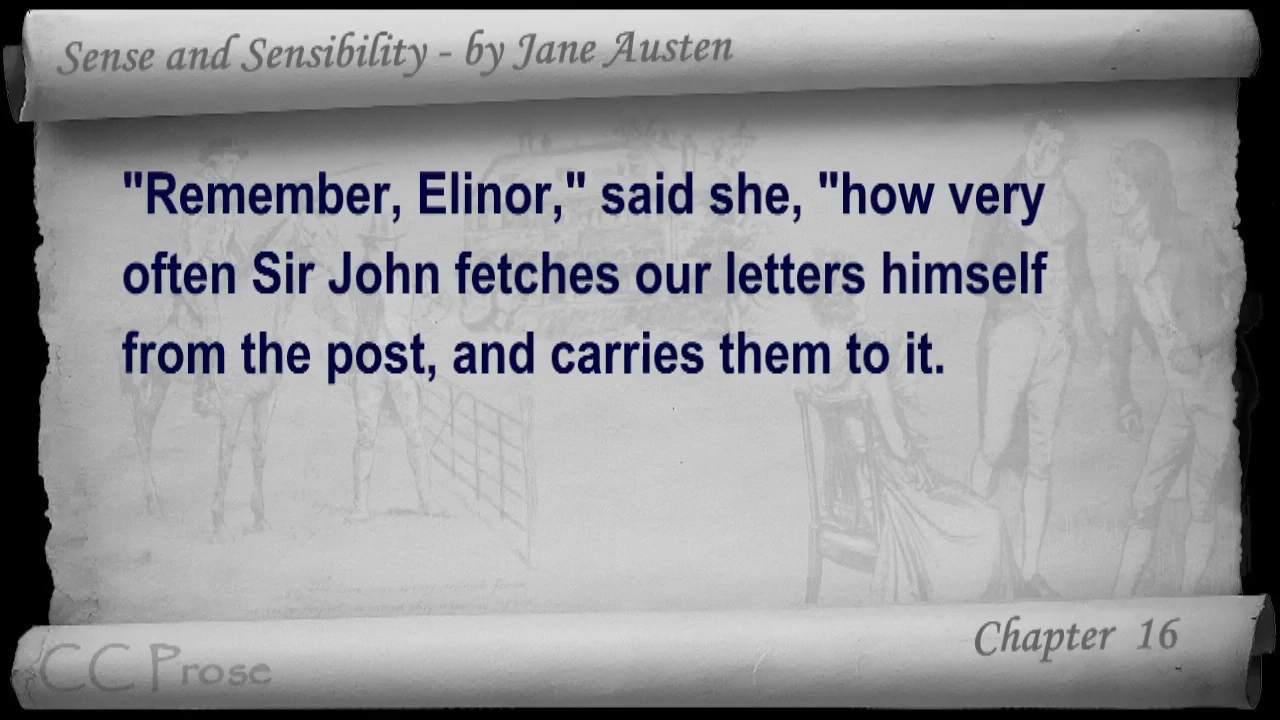 Sense and Sensibility - by Jane Austen
"Remember, Elinor," said she, "how very
often Sir John fetches our letters himself
from the post, and carries them to it.
Chapter 16
CC Prose